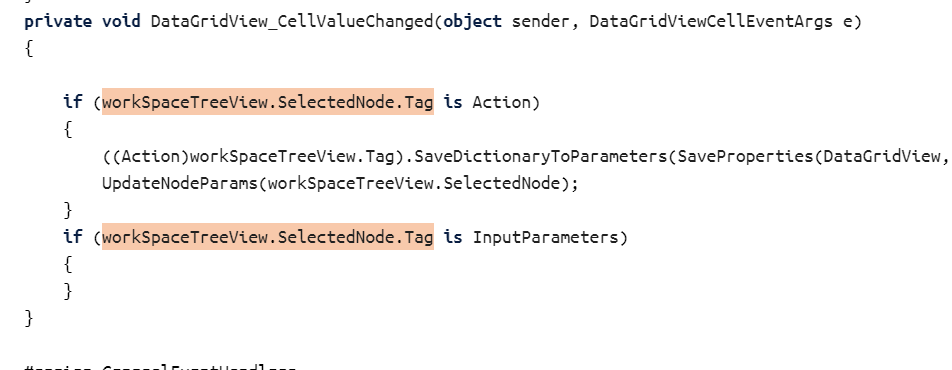 private void DataGridView_CellValueChanged(object sender, DataGridViewCellEventArgs e)
{
if (workSpaceTreeView.SelectedNode.Tag is Action)
{
((Action)workSpaceTreeView.Tag).SaveDictionaryToParameters(SaveProperties(DataGridView,
UpdateNodeParams(workSpaceTreeView.SelectedNode);
}
if (workSpaceTreeView.SelectedNode.Tag is InputParameters)
{
}
}